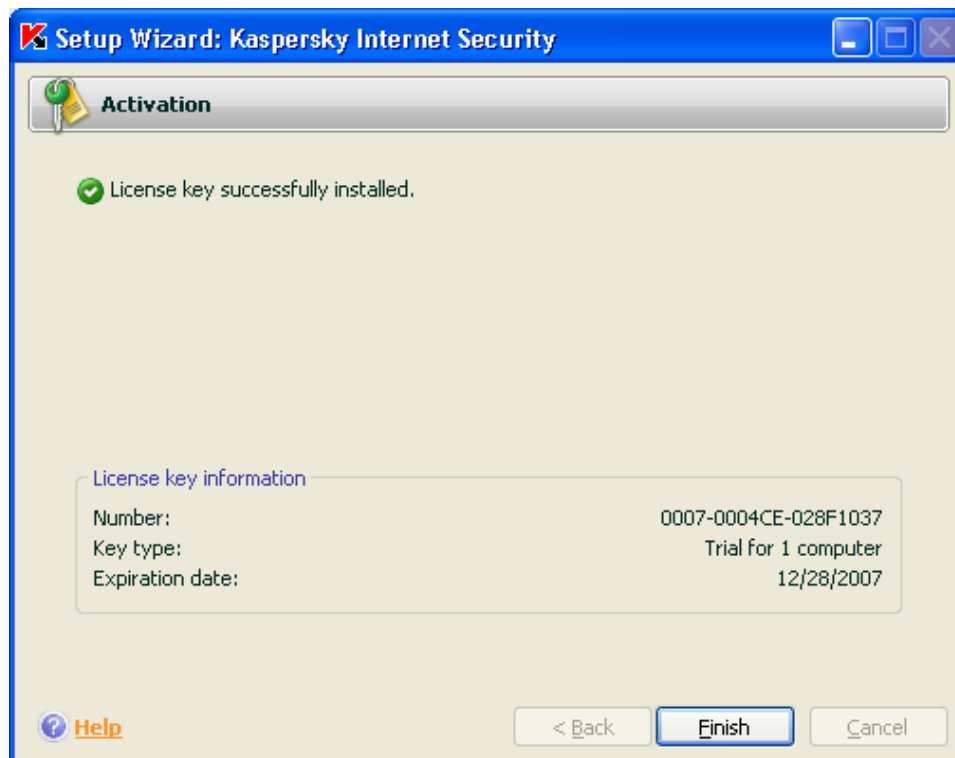 Setup Wizard: Kaspersky Internet Security
Activation
License key successfully installed.
License key information
Number: 0007-0004CE-028F1037
Key type: Trial for 1 computer
Expiration date: 12/28/2007
Help < Back Finish Cancel